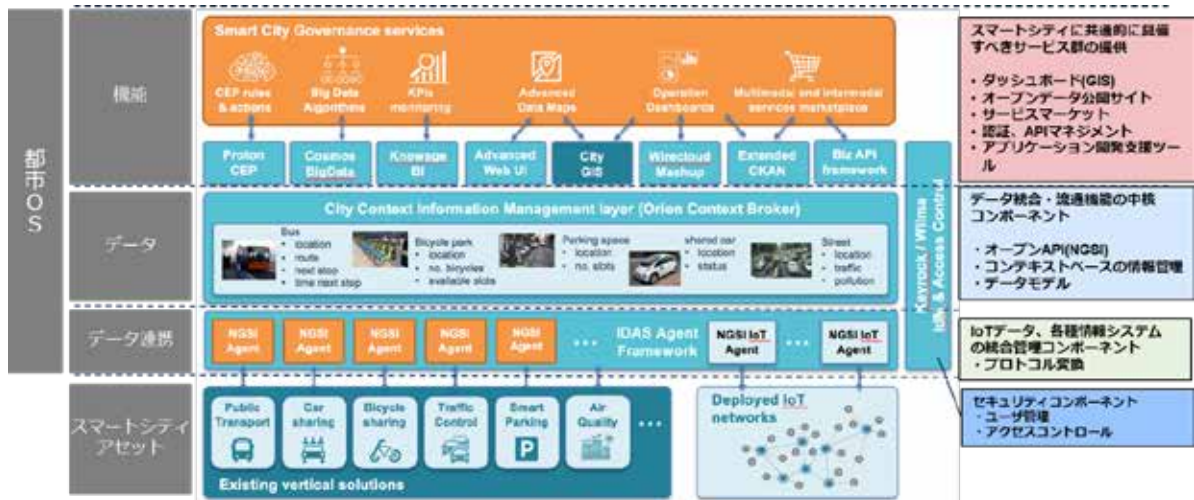 都市OS
機能
データ
データ連携
スマートシティ
アセット
Smart City Governance services
CEP rules
& actions
Big Data
Algorithms
KPIs
monitoring
Advanced
Data Maps
Operation
Dashboards
Multimodal and intermodal
services marketplace
Proton
CEP
Cosmos
BigData
Knowage
BI
Advanced
Web UI
City
GIS
Wirecloud
Mashup
Extended
CKAN
Biz API
framework
City Context Information Management layer (Orion Context Broker)
Bus
• location
• route
• next stop
• time next stop
Bicycle park
• location
• no. bicycles
• available slots
Parking space
• location
• no. slots
shared car
• location
• status
Street
• location
• traffic
• pollution
Keyrock / Wilma
IdM & Access Control
NGSI
Agent
NGSI
Agent
NGSI
Agent
NGSI
Agent
NGSI
Agent
•••
IDAS Agent
Framework
NGSI IoT
Agent
•••
NGSI IoT
Agent
Public
Transport
Car
sharing
Bicycle
sharing
Traffic
Control
Smart
Parking
P
Air
Quality
•••
Existing vertical solutions
Deployed IoT
networks
スマートシティに共通的に具備
すべきサービス群の提供
・ダッシュボード(GIS)
・オープンデータ公開サイト
・サービスマーケット
・認証、APIマネジメント
・アプリケーション開発支援ツー
ル
データ統合・流通機能の中核
コンポーネント
・オープンAPI(NGSI)
・コンテキストベースの情報管理
・データモデル
IoTデータ、各種情報システム
の統合管理コンポーネント
・プロトコル変換
セキュリティコンポーネント
・ユーザ管理
・アクセスコントロール